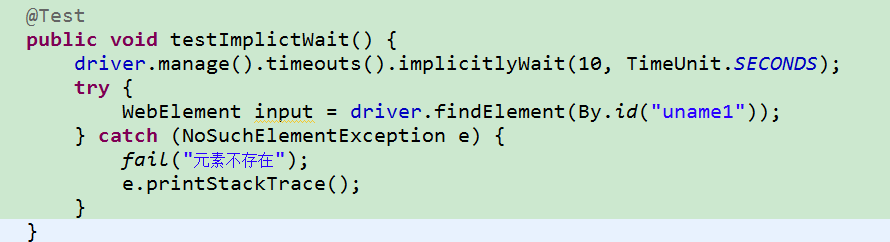 @Test
public void testImplictWait() {
driver.manage().timeouts().implicitlyWait(10, TimeUnit.SECONDS);
try {
WebElement input = driver.findElement(By.id("uname1"));
} catch (NoSuchElementException e) {
fail("元素不存在");
e.printStackTrace();
}
}